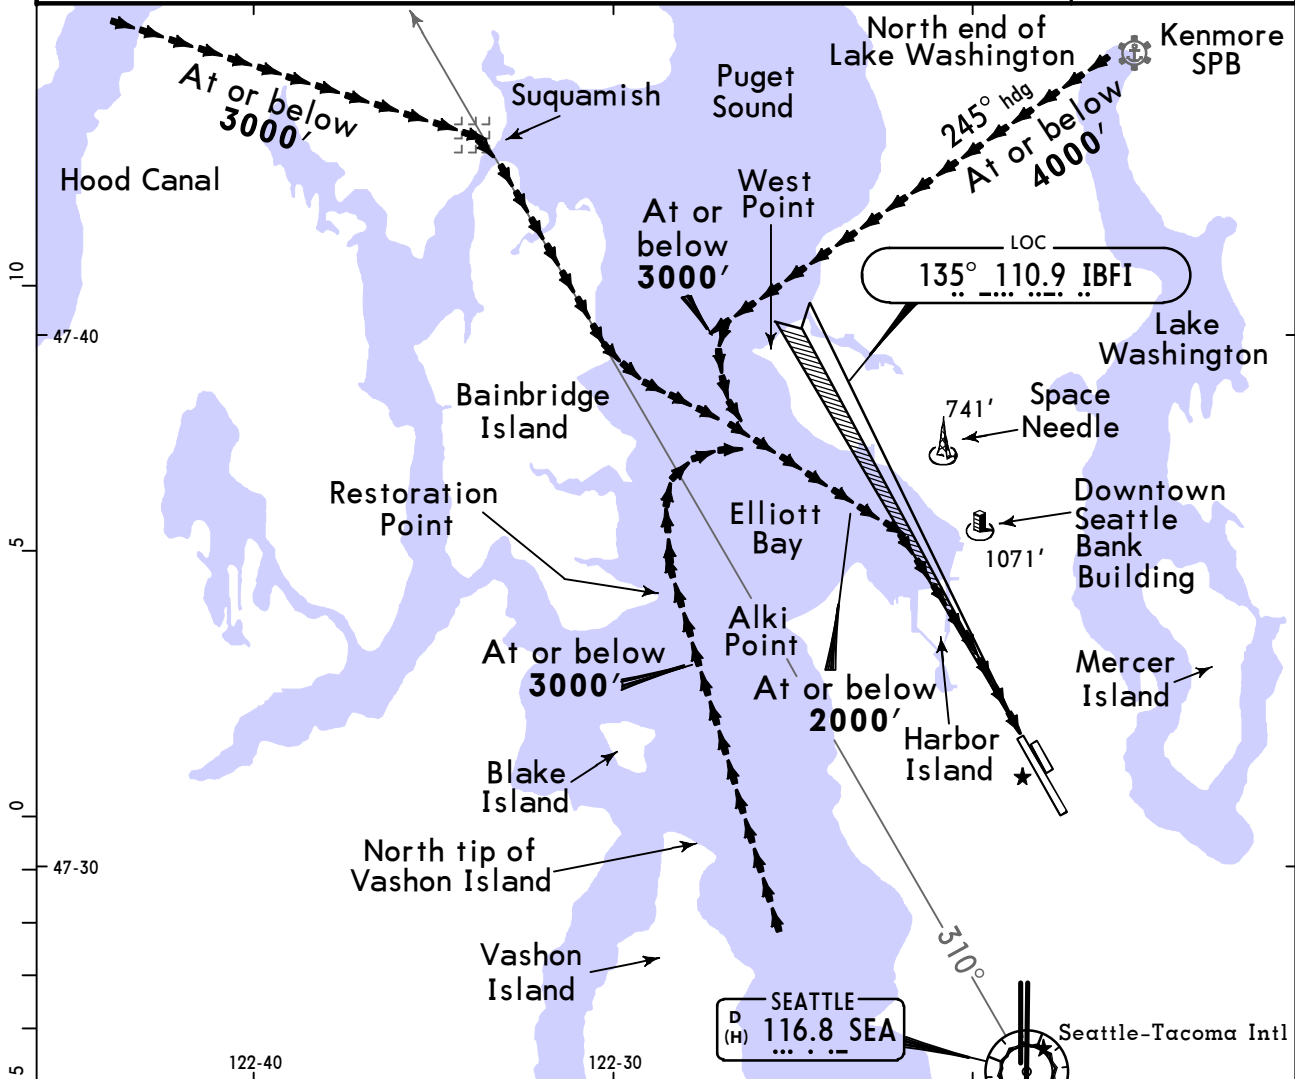 North end of
Lake Washington
Kenmore
SPB
Puget
Sound
Suquamish
At or below
3000'
245° hdg
At or below
4000'
Hood Canal
West
Point
At or
below
3000'
LOC
135° 110.9 IBFI
10
47-40
Lake
Washington
Bainbridge
Island
741'
Space
Needle
Restoration
Point
Elliott
Bay
Downtown
Seattle
Bank
Building
1071'
5
Alki
Point
At or below
3000'
At or below
2000'
Mercer
Island
Harbor
Island
Blake
Island
0
North tip of
Vashon Island
47-30
Vashon
Island
310°
SEATTLE
D
(H)
116.8 SEA
Seattle-Tacoma Intl
5
122-40
122-30